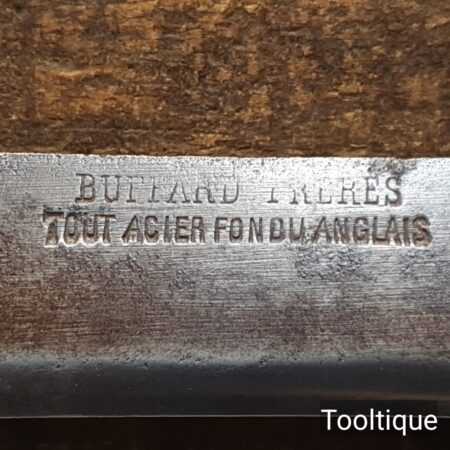 BUFFARD FRERES
TOUT ACIER FONDU ANGLAIS
Tooltique